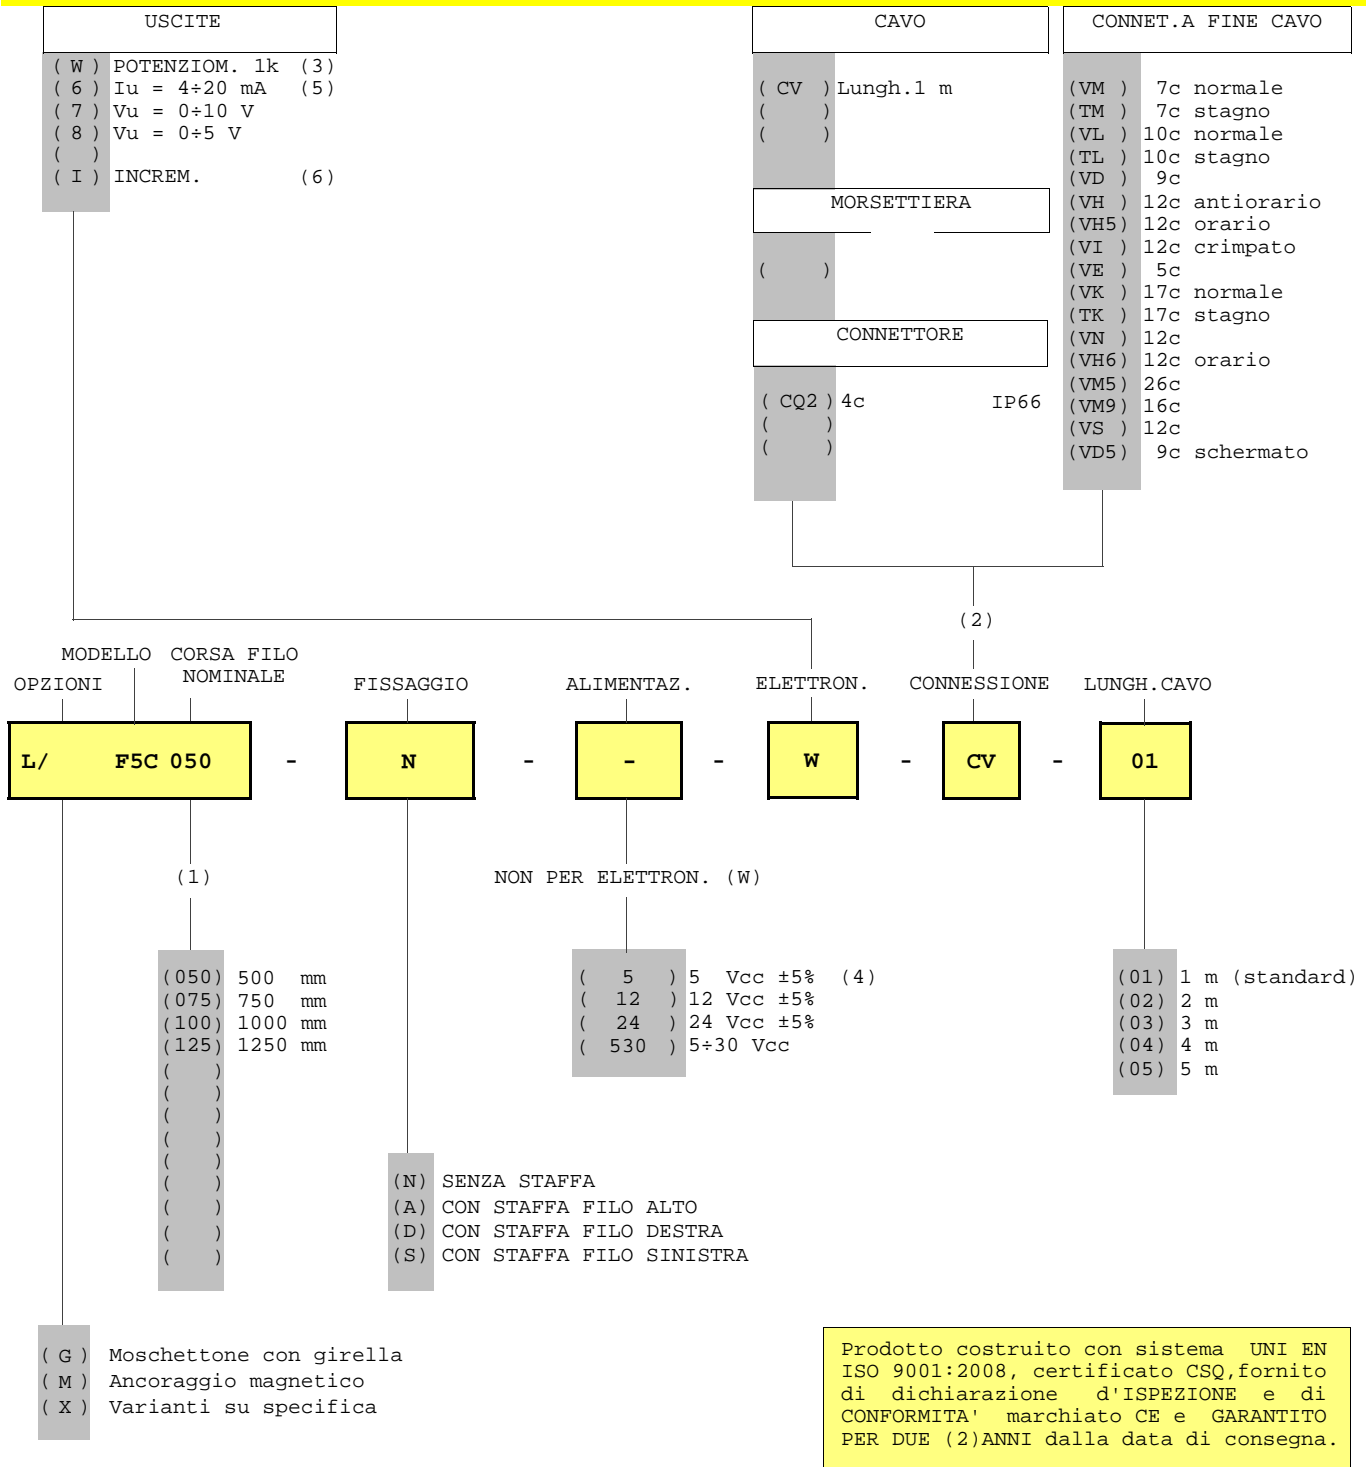 USCITE
( W ) POTENZIOM. 1k (3)
( 6 ) Iu = 4÷20 mA (5)
( 7 ) Vu = 0÷10 V
( 8 ) Vu = 0÷5 V
( )
( I ) INCREM. (6)
CAVO
( CV ) Lungh.1 m
( )
( )
MORSETTIERA
( )
CONNETTORE
( CQ2 ) 4c IP66
( )
( )
CONNET.A FINE CAVO
(VM ) 7c normale
(TM ) 7c stagno
(VL ) 10c normale
(TL ) 10c stagno
(VD ) 9c
(VH ) 12c antiorario
(VH5) 12c orario
(VI ) 12c crimpato
(VE ) 5c
(VK ) 17c normale
(TK ) 17c stagno
(VN ) 12c
(VH6) 12c orario
(VM5) 26c
(VM9) 16c
(VS ) 12c
(VD5) 9c schermato
(2)
MODELLO CORSA FILO
NOMINALE
OPZIONI FISSAGGIO ALIMENTAZ. ELETTRON. CONNESSIONE LUNGH.CAVO
L/ F5C 050 - N - - - W - CV - 01
(1)
NON PER ELETTRON. (W)
(050) 500 mm
(075) 750 mm
(100) 1000 mm
(125) 1250 mm
( )
( )
( )
( )
( )
( )
( )
( )
( )
( 5 ) 5 Vcc ±5% (4)
( 12 ) 12 Vcc ±5%
( 24 ) 24 Vcc ±5%
( 530 ) 5÷30 Vcc
(01) 1 m (standard)
(02) 2 m
(03) 3 m
(04) 4 m
(05) 5 m
(N) SENZA STAFFA
(A) CON STAFFA FILO ALTO
(D) CON STAFFA FILO DESTRA
(S) CON STAFFA FILO SINISTRA
( G ) Moschettone con girella
( M ) Ancoraggio magnetico
( X ) Varianti su specifica
Prodotto costruito con sistema UNI EN
ISO 9001:2008, certificato CSQ,fornito
di dichiarazione d'ISPEZIONE e di
CONFORMITA' marchiato CE e GARANTITO
PER DUE (2)ANNI dalla data di consegna.